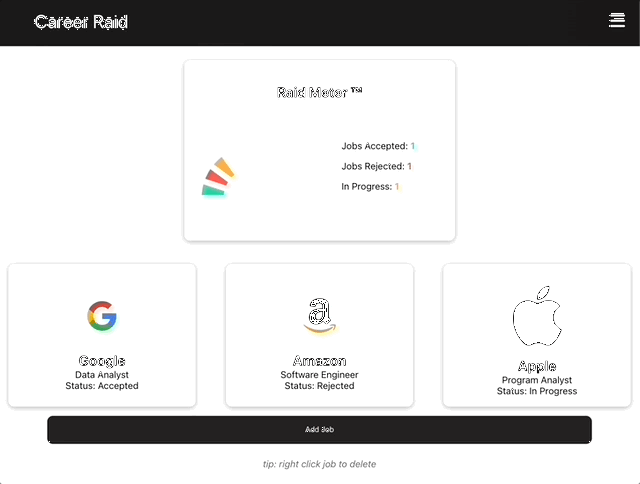 Career Raid
Raid Meter ™
Jobs Accepted: 1
Jobs Rejected: 1
In Progress: 1
a
Google
Data Analyst
Status: Accepted
Amazon
Software Engineer
Status: Rejected
Apple
Program Analyst
Status: In Progress
Add Job
tip: right click job to delete